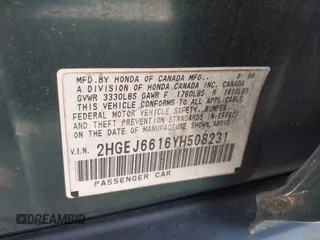 MFD.BY HONDA OF CANADA MFG.. 9/99
A DIVISION OF HONDA CANADA INC. CANADA
GVWR 3330LBS GAWR F 1760LBS R 1610LBS
THIS VEHICLE CONFORMS TO ALL APPLICABLE
FEDERAL MOTOR VEHICLE SAFETY, BUMPER,
AND THEFT PREVENTION STANDARDS IN EFFECT
ON THE DATE OF MANUFACTURE SHOWN ABOVE.
V.I.N. 2HGEJ6616YH508231
PASSENGER CAR
DREAMBID